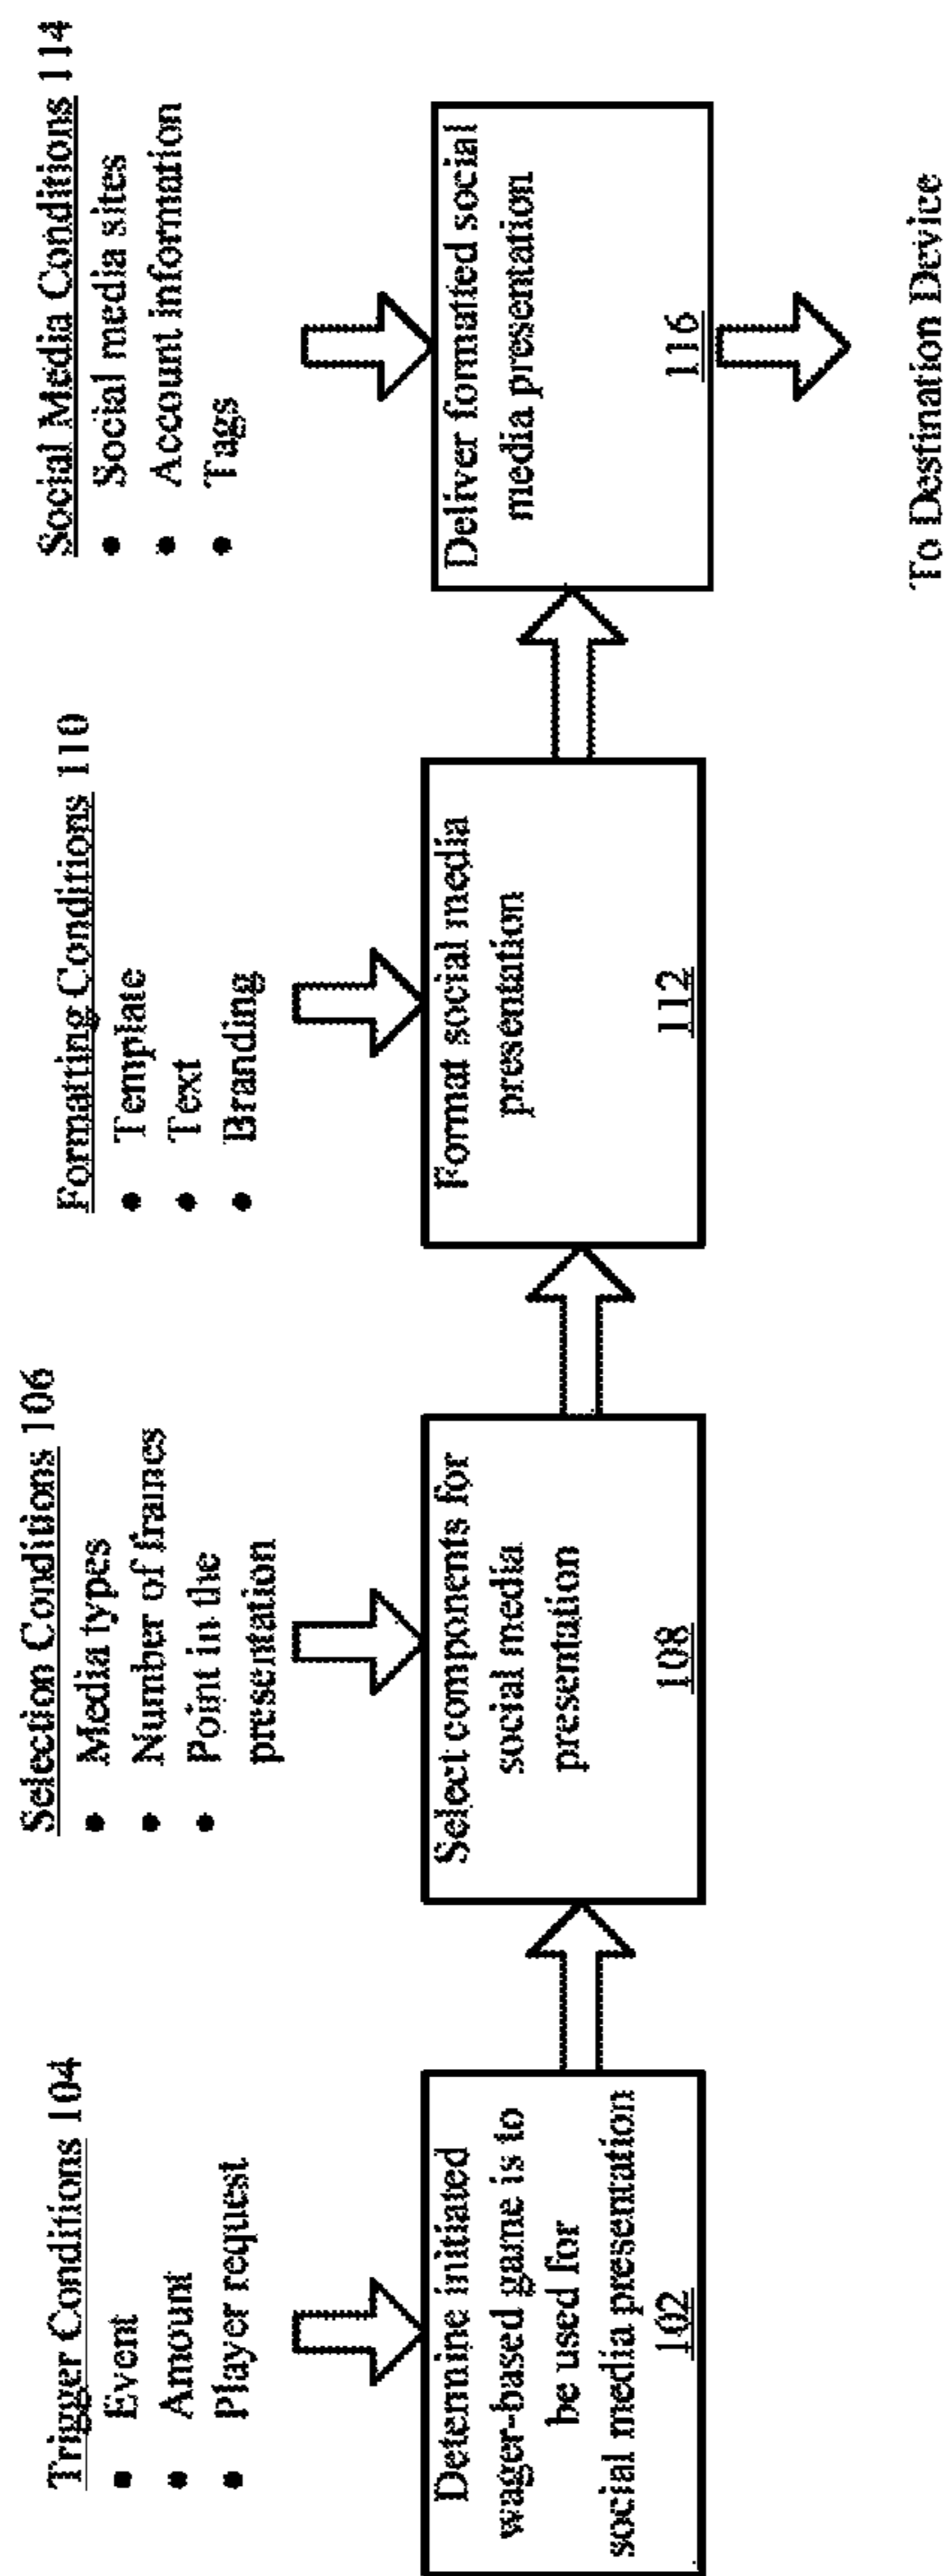 Trigger Conditions 104
• Event
• Amount
• Player request
Determine initiated
wager-based game is to
be used for
social media presentation
102
Selection Conditions 106
• Media types
• Number of frames
• Point in the
presentation
Select components for
social media
presentation
108
Formatting Conditions 110
• Template
• Text
• Branding
Format social media
presentation
112
Social Media Conditions 114
• Social media sites
• Account information
• Tags
Deliver formatted social
media presentation
116
To Destination Device